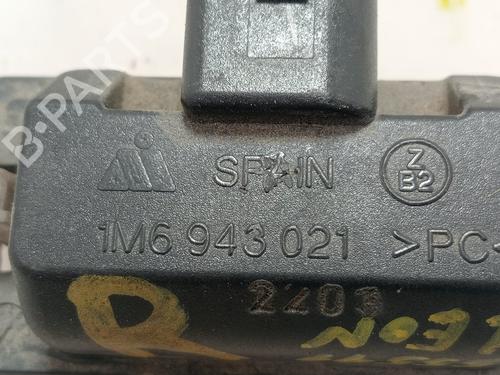 B-PARTS
SPAIN
Z
B2
1M6 943 021 >PC<
2203
R